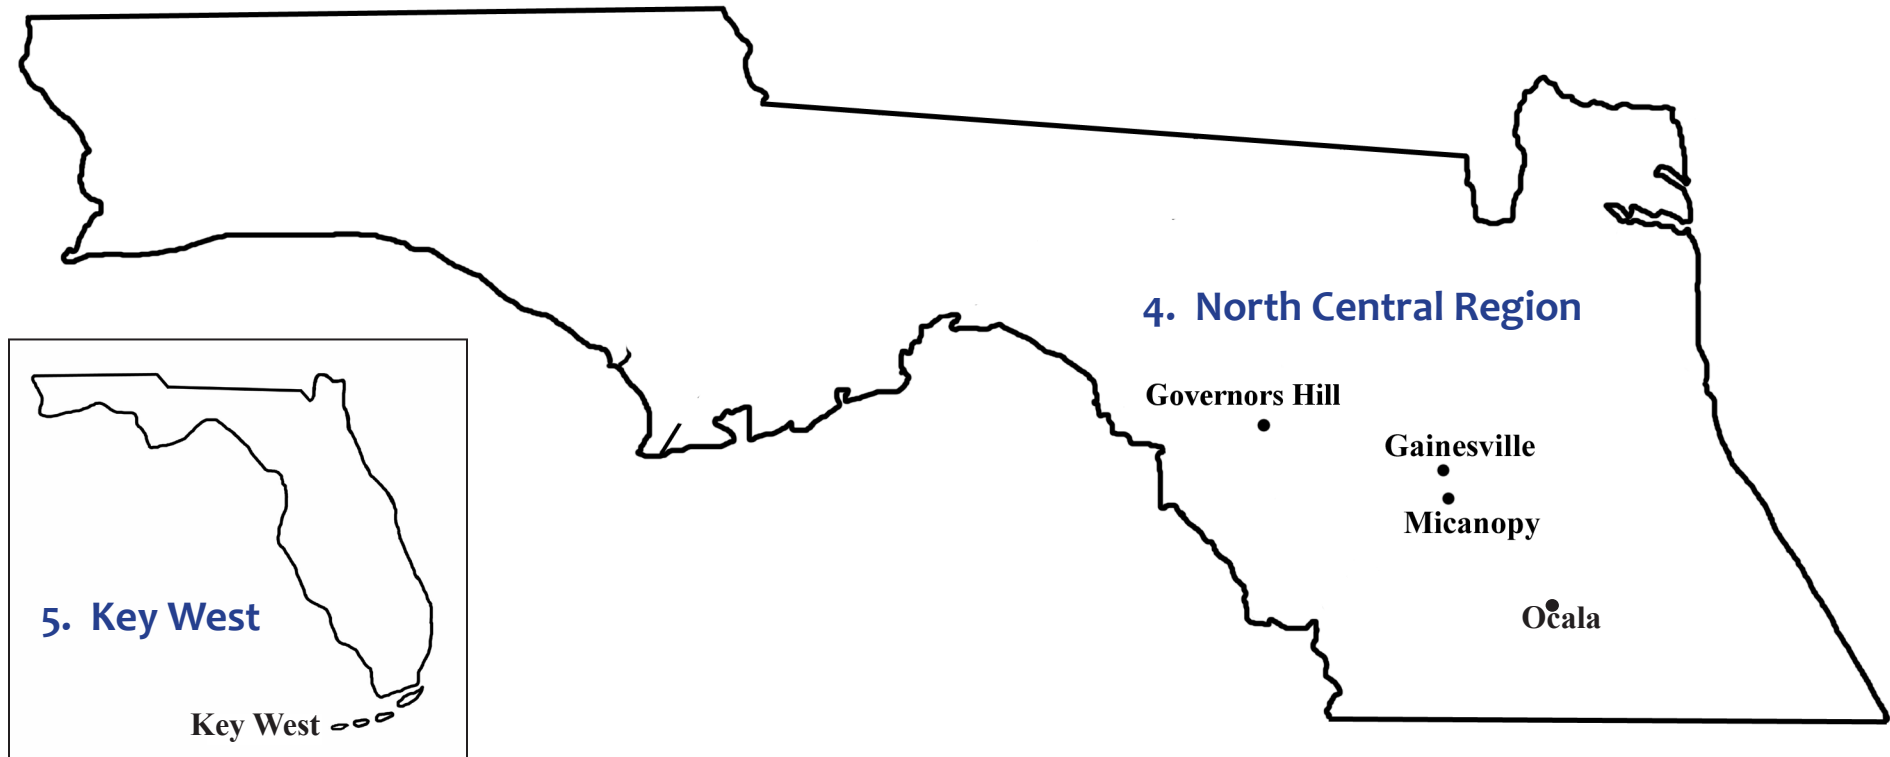 4. North Central Region
Governors Hill
Gainesville
Micanopy
Ocala
5. Key West
Key West